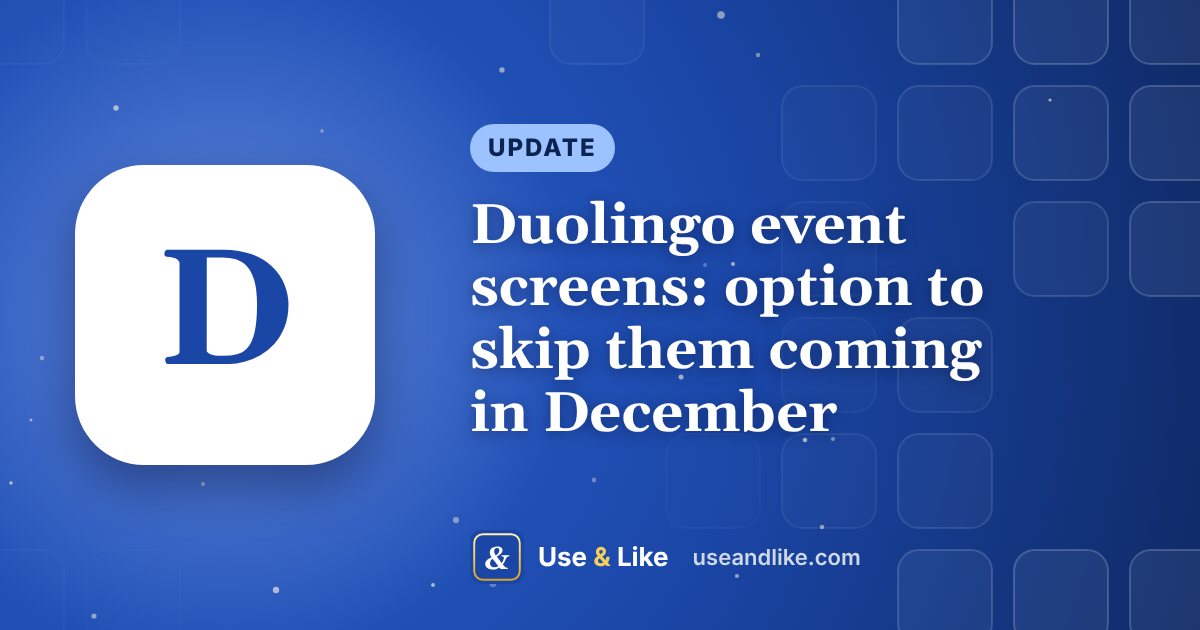 D
UPDATE
Duolingo event
screens: option to
skip them coming
in December
& Use & Like useandlike.com